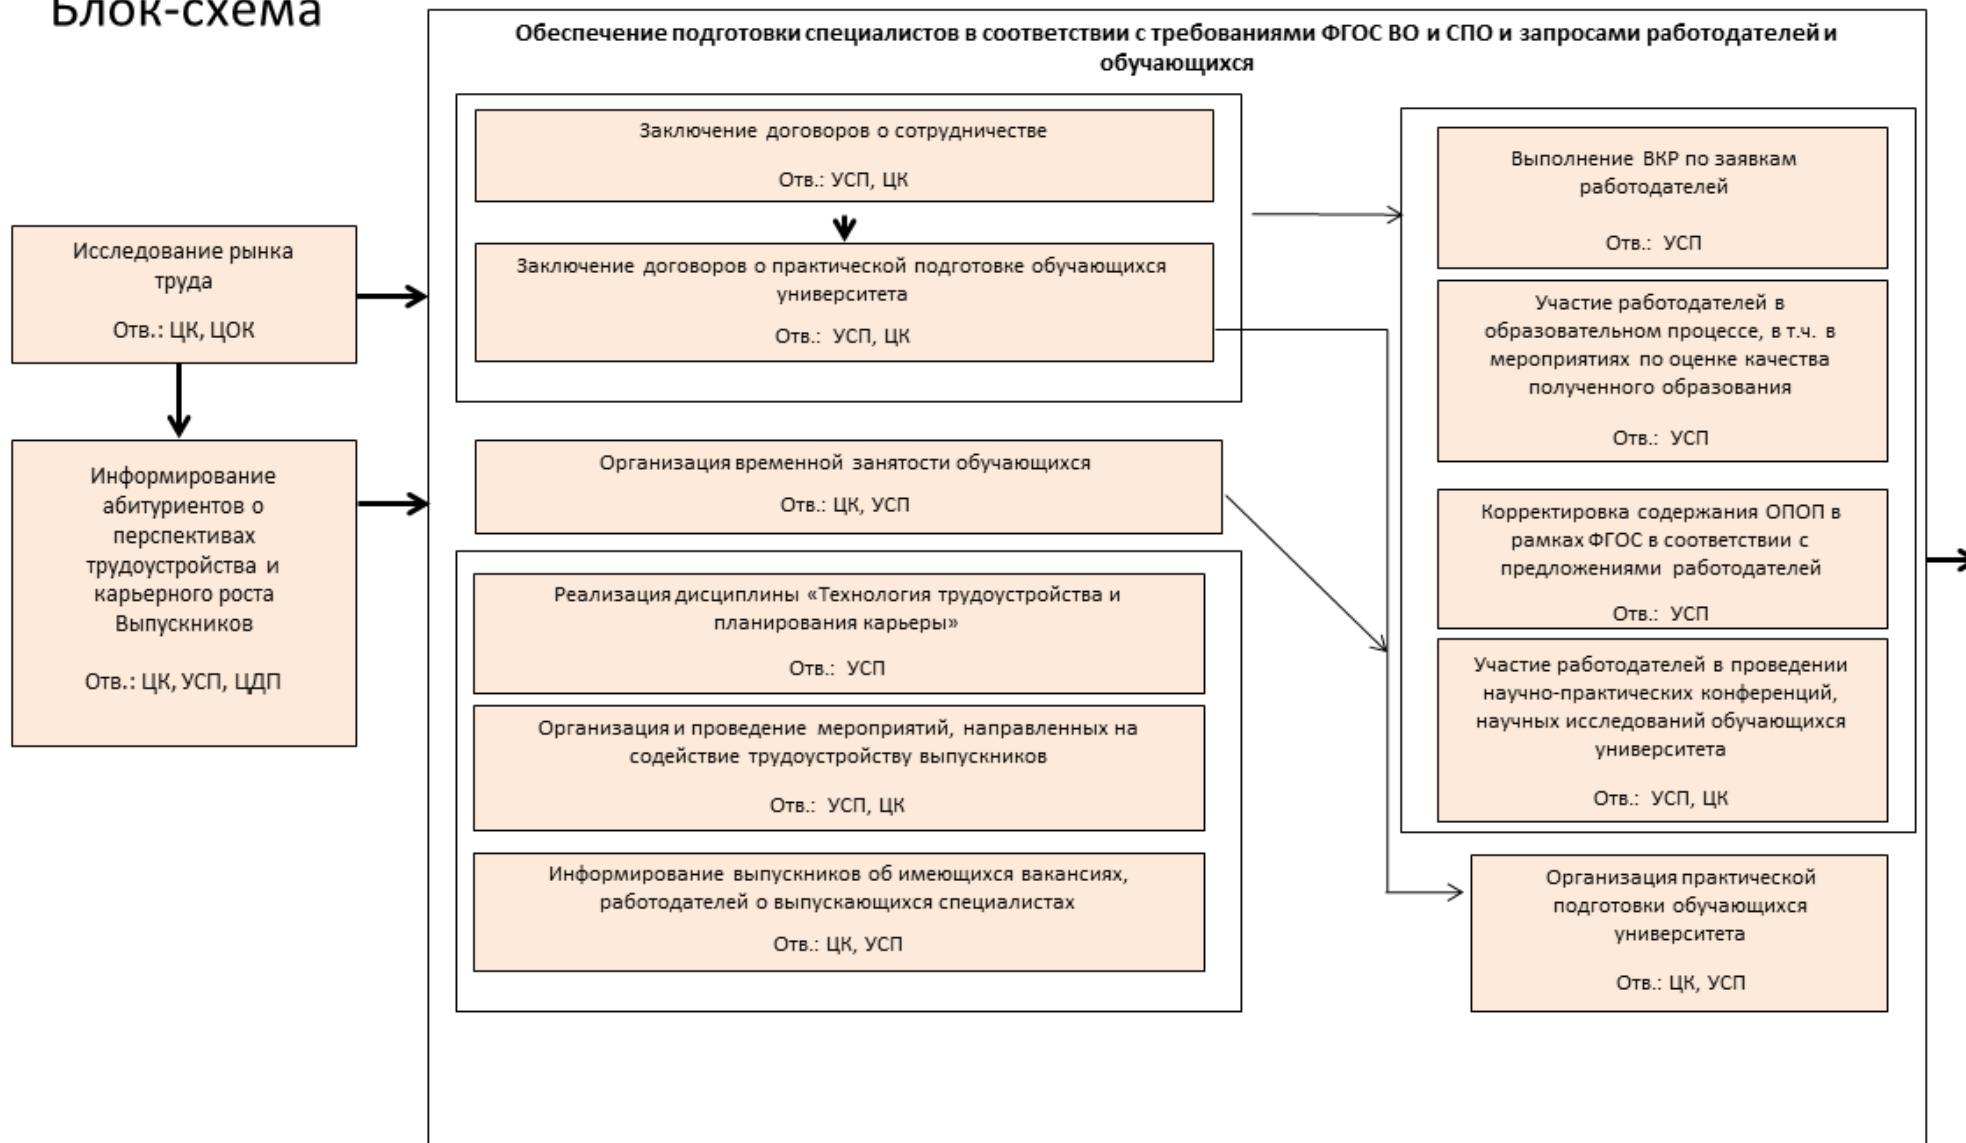 Блок-схема
Обеспечение подготовки специалистов в соответствии с требованиями ФГОС ВО и СПО и запросами работодателей и
обучающихся
Исследование рынка
труда
Отв.: ЦК, ЦОК
Информирование
абитуриентов о
перспективах
трудоустройства и
карьерного роста
Выпускников
Отв.: ЦК, УСП, ЦДП
Заключение договоров о сотрудничестве
Отв.: УСП, ЦК
Заключение договоров о практической подготовке обучающихся
университета
Отв.: УСП, ЦК
Организация временной занятости обучающихся
Отв.: ЦК, УСП
Реализация дисциплины «Технология трудоустройства и
планирования карьеры»
Отв.: УСП
Организация и проведение мероприятий, направленных на
содействие трудоустройству выпускников
Отв.: УСП, ЦК
Информирование выпускников об имеющихся вакансиях,
работодателей о выпускающихся специалистах
Отв.: ЦК, УСП
Выполнение ВКР по заявкам
работодателей
Отв.: УСП
Участие работодателей в
образовательном процессе, в т.ч. в
мероприятиях по оценке качества
полученного образования
Отв.: УСП
Корректировка содержания ОПОП в
рамках ФГОС в соответствии с
предложениями работодателей
Отв.: УСП
Участие работодателей в проведении
научно-практических конференций,
научных исследований обучающихся
университета
Отв.: УСП, ЦК
Организация практической
подготовки обучающихся
университета
Отв.: ЦК, УСП